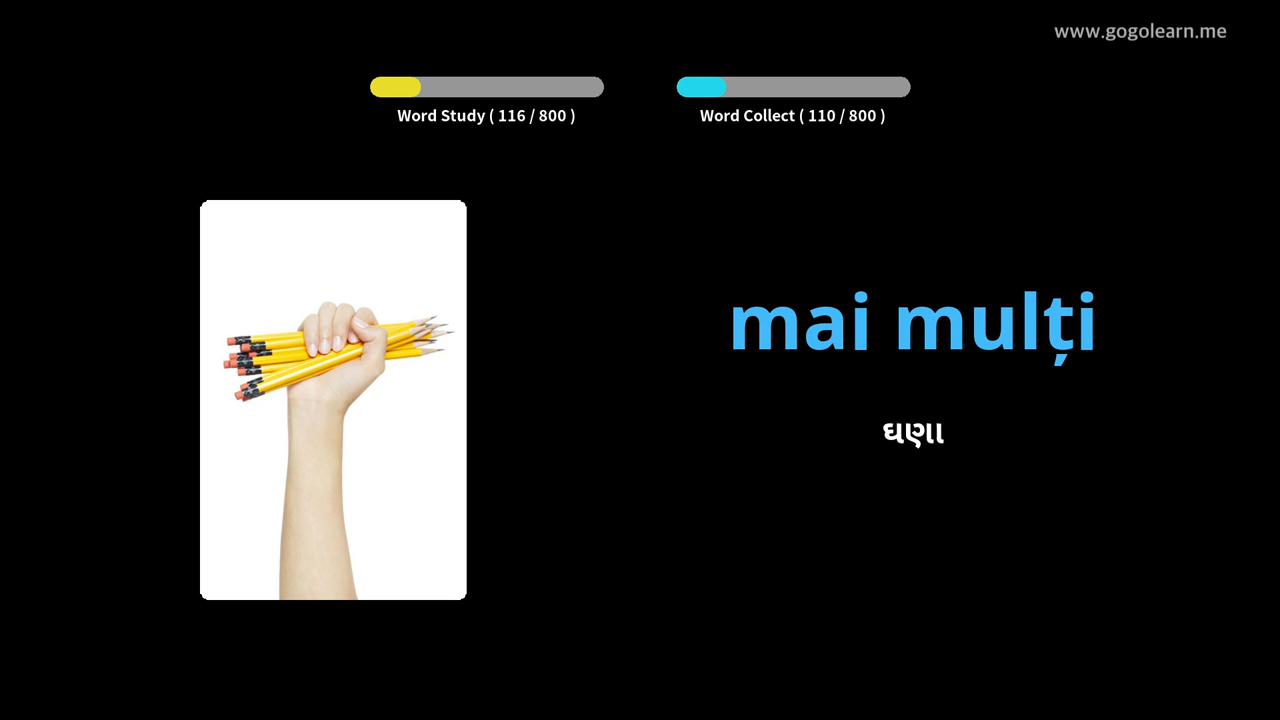 www.gogolearn.me
Word Study ( 116 / 800 )
Word Collect ( 110 / 800 )
mai mulți
ઘણા